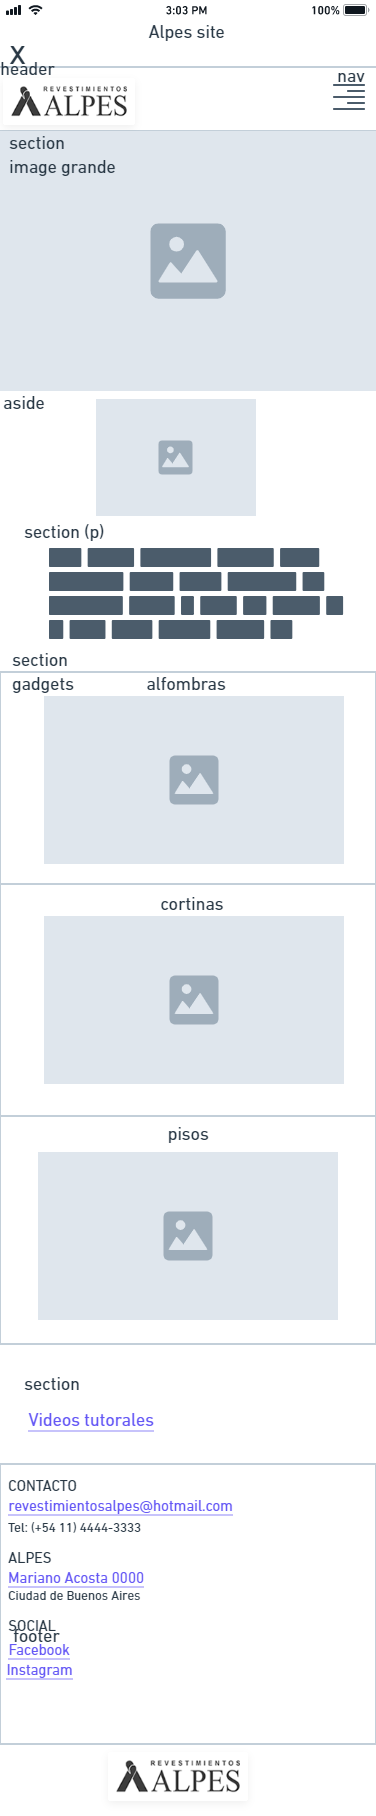 3:03 PM
100%
Alpes site
X
header
nav
REVESTIMIENTOS
ALPES
section
image grande
aside
section (p)
section
gadgets
alfombras
cortinas
pisos
section
Videos tutorales
CONTACTO
revestimientosalpes@hotmail.com
Tel: (+54 11) 4444-3333
ALPES
Mariano Acosta 0000
Ciudad de Buenos Aires
SOCIAL
footer
Facebook
Instagram
REVESTIMIENTOS
ALPES